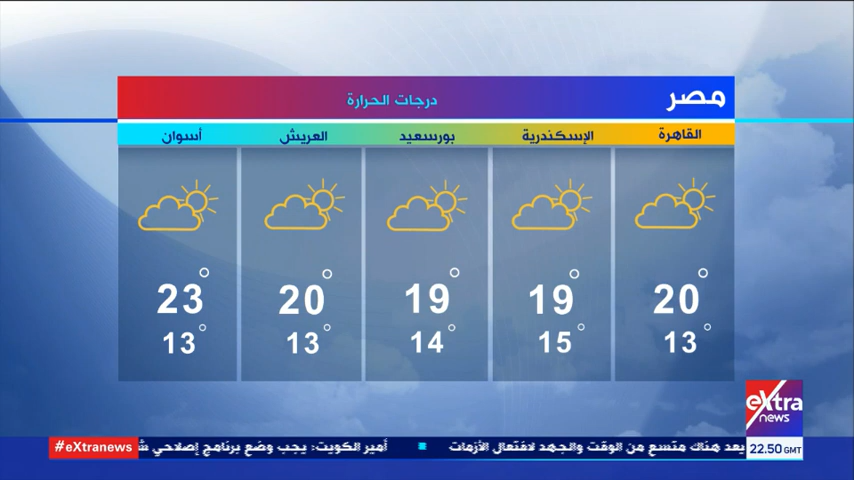 مصر
درجات الحرارة
القاهرة
الإسكندرية
بورسعيد
العريش
أسوان
20° 19° 19° 20° 23°
13° 15° 14° 13° 13°
eXtra
news
22.50 GMT
يعد هناك متسع من الوقت والجهد لافتعال الأزمات ■ أمير الكويت: يجب وضع برنامج إصلاحي
#eXtranews